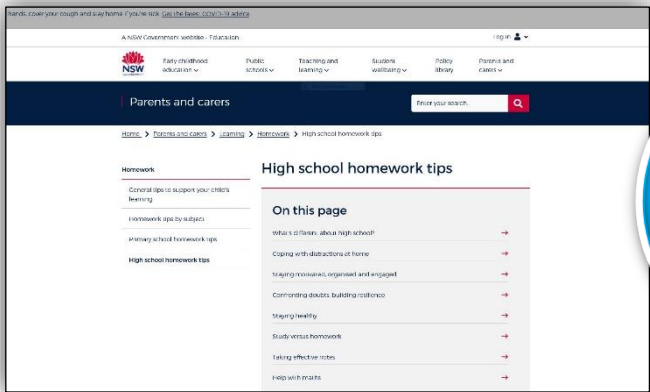 hands, cover your cough and stay home if you're sick. Get the facts: COVID-19 advice
A NSW Government website - Education
Log in
NSW
Early childhood education
Public schools
Teaching and learning
Student wellbeing
Policy library
Parents and carers
Parents and carers
Enter your search.
Home > Parents and carers > Learning > Homework > High school homework tips
Homework
General tips to support your child's
learning
Homework tips by subject
Primary school homework tips
High school homework tips
High school homework tips
On this page
What's different about high school?
Coping with distractions at home
Staying motivated, organised and engaged
Confronting doubts, building resilience
Staying healthy
Study versus homework
Taking effective notes
Help with maths